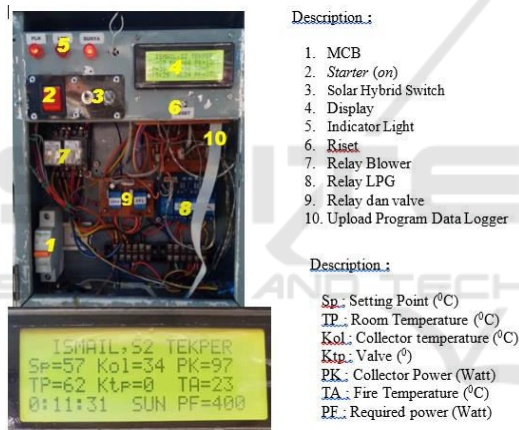 PLN
SURYA
5
4
2
3
6
RISET
10
7
9
8
1
ISMAIL,S2 TEKPER
Sp=57 Kol=34 PK=97
TP=62 Ktp=0 TA=23
0:11:31 SUN PF=400
Description :
1. MCB
2. Starter (on)
3. Solar Hybrid Switch
4. Display
5. Indicator Light
6. Riset
7. Relay Blower
8. Relay LPG
9. Relay dan valve
10. Upload Program Data Logger
Description :
Sp : Setting Point (⁰C)
TP : Room Temperature (⁰C)
Kol : Collector temperature (⁰C)
Ktp : Valve (⁰)
PK : Collector Power (Watt)
TA : Fire Temperature (⁰C)
PF : Required power (Watt)
AND TECH